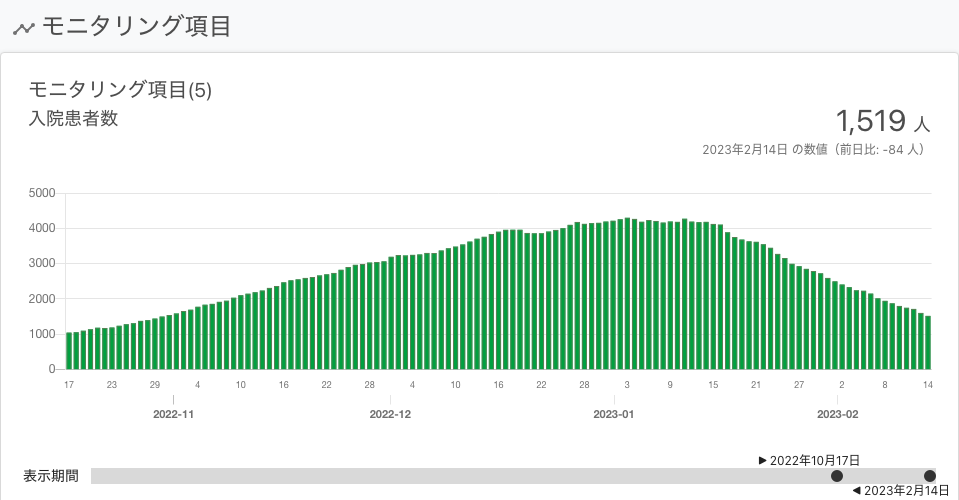 モニタリング項目
モニタリング項目(5)
入院患者数
1,519 人
2023年2月14日 の数値（前日比: -84 人）
5000
4000
3000
2000
1000
0
17 23 29 4 10 16 22 28 4 10 16 22 28 3 9 15 21 27 2 8 14
2022-11 2022-12 2023-01 2023-02
▶ 2022年10月17日
表示期間
◀ 2023年2月14日